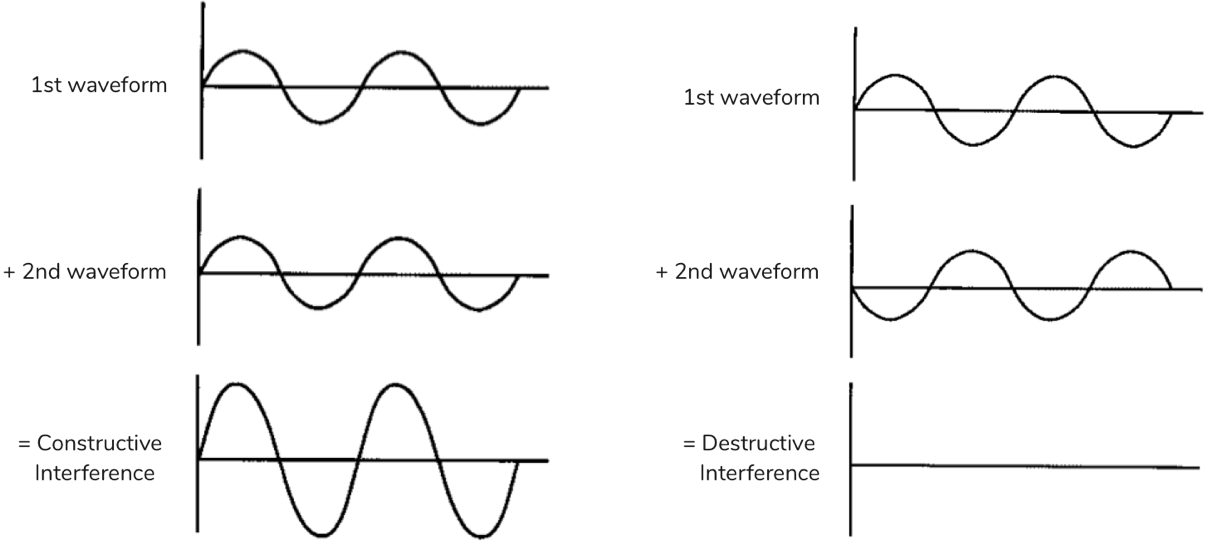 1st waveform
+ 2nd waveform
= Constructive
Interference
1st waveform
+ 2nd waveform
= Destructive
Interference